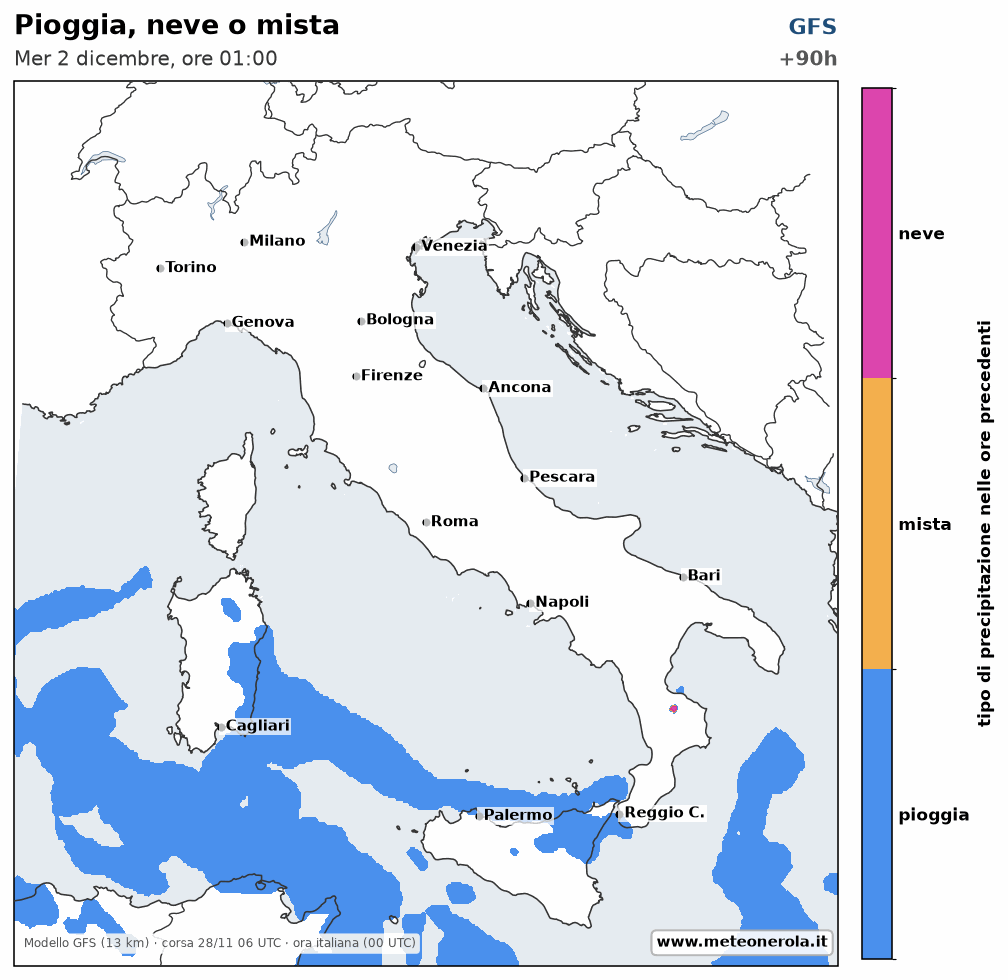 Pioggia, neve o mista
GFS
Mer 2 dicembre, ore 01:00
+90h
neve
Milano
Venezia
Torino
Genova
Bologna
Firenze
Ancona
Pescara
Roma
mista
Bari
Napoli
Cagliari
Palermo
Reggio C.
pioggia
tipo di precipitazione nelle ore precedenti
Modello GFS (13 km) · corsa 28/11 06 UTC · ora italiana (00 UTC)
www.meteonerola.it